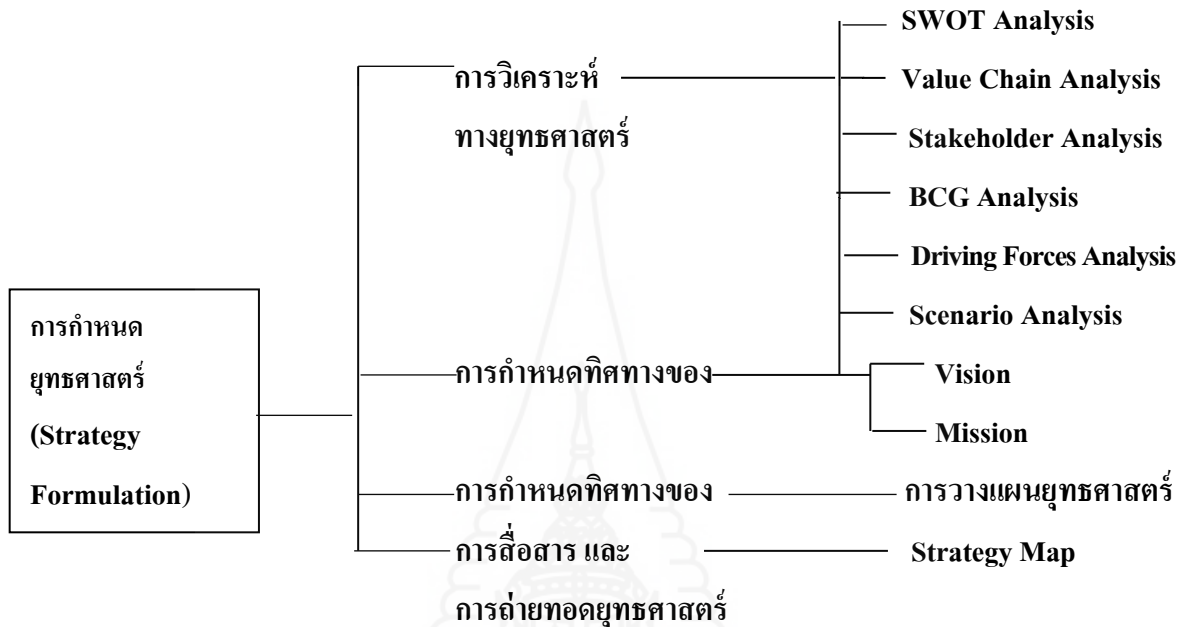 SWOT Analysis
การวิเคราะห์
ทางยุทธศาสตร์
Value Chain Analysis
Stakeholder Analysis
BCG Analysis
Driving Forces Analysis
Scenario Analysis
การกำหนด
ยุทธศาสตร์
(Strategy
Formulation)
การกำหนดทิศทางของ
Vision
Mission
การกำหนดทิศทางของ
การวางแผนยุทธศาสตร์
การสื่อสาร และ
การถ่ายทอดยุทธศาสตร์
Strategy Map